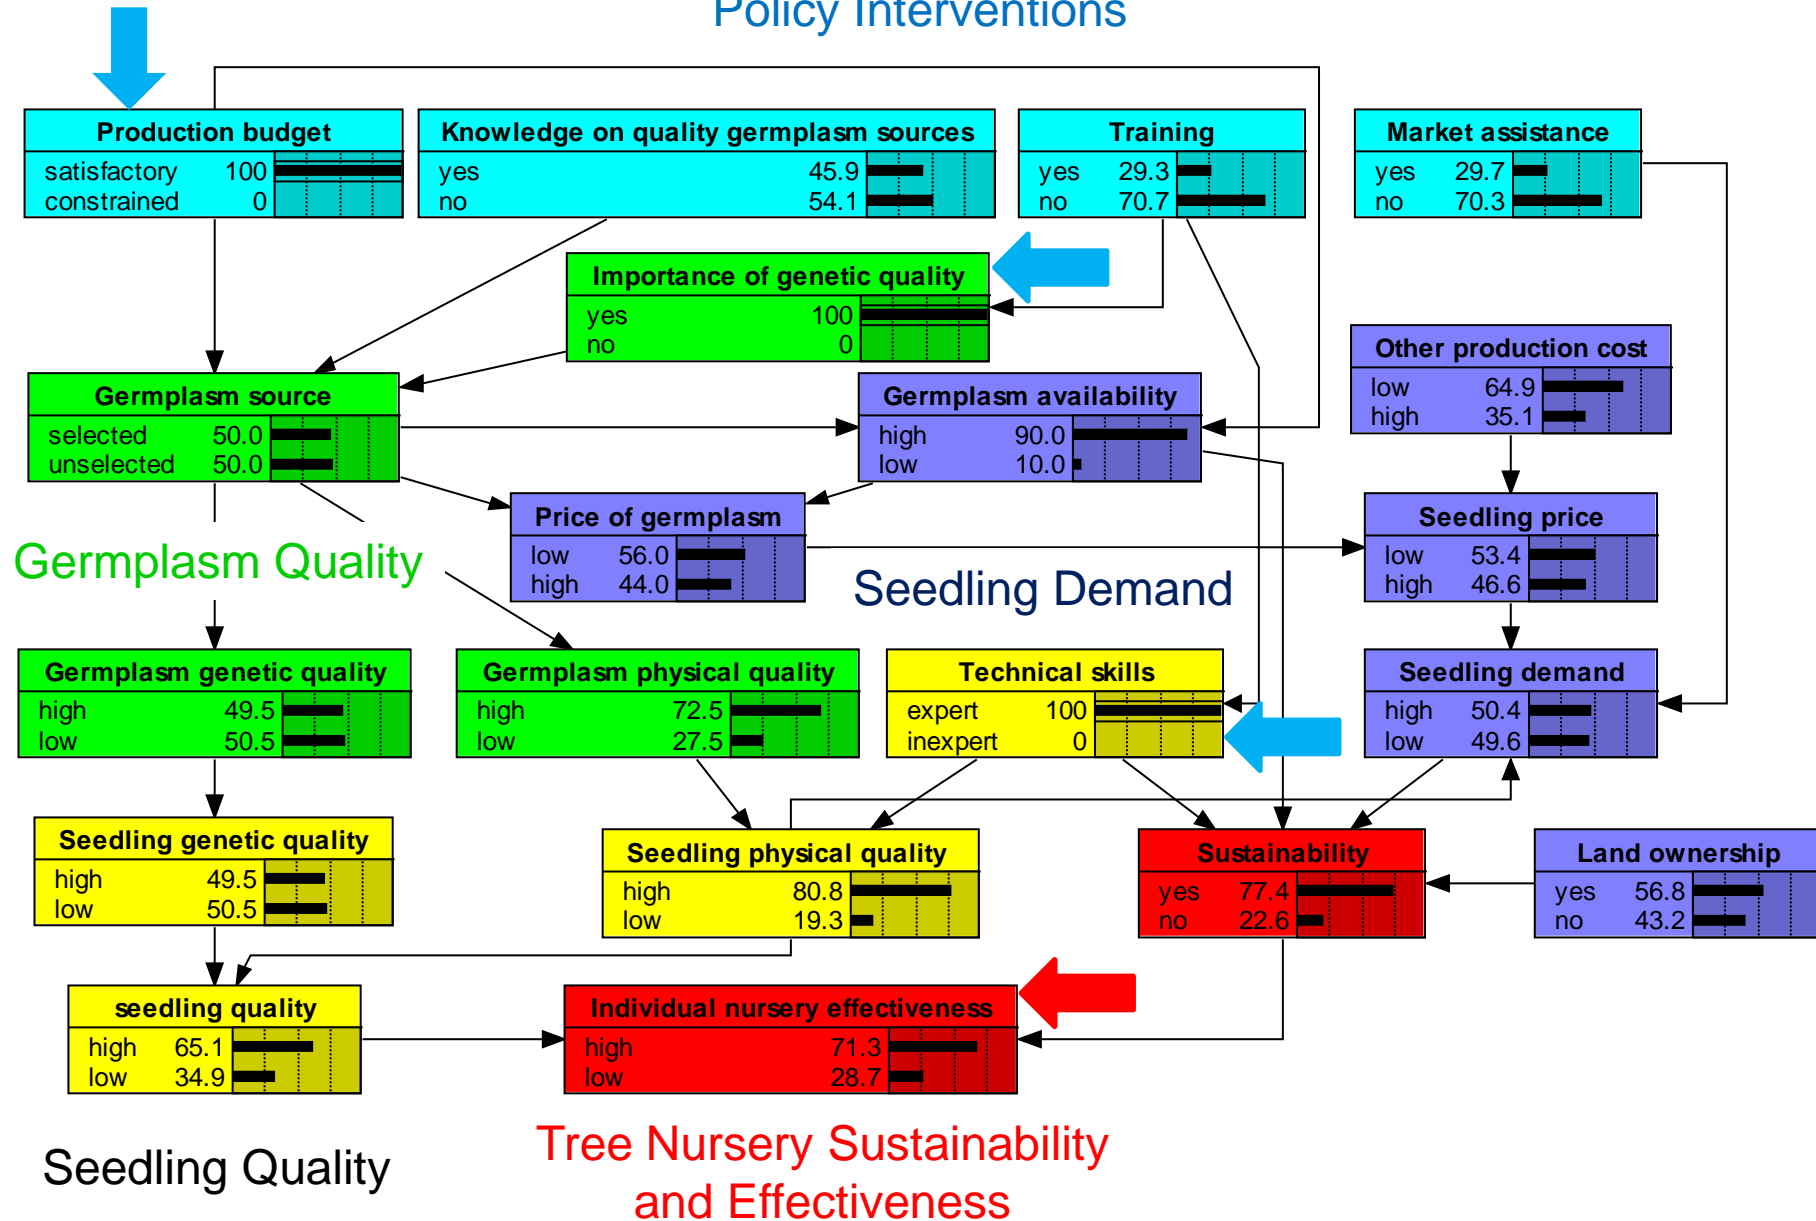 Policy Interventions
Production budget
satisfactory 100
constrained 0
Knowledge on quality germplasm sources
yes 45.9
no 54.1
Training
yes 29.3
no 70.7
Market assistance
yes 29.7
no 70.3
Importance of genetic quality
yes 100
no 0
Other production cost
low 64.9
high 35.1
Germplasm source
selected 50.0
unselected 50.0
Germplasm availability
high 90.0
low 10.0
Price of germplasm
low 56.0
high 44.0
Seedling price
low 53.4
high 46.6
Germplasm Quality
Seedling Demand
Germplasm genetic quality
high 49.5
low 50.5
Germplasm physical quality
high 72.5
low 27.5
Technical skills
expert 100
inexpert 0
Seedling demand
high 50.4
low 49.6
Seedling genetic quality
high 49.5
low 50.5
Seedling physical quality
high 80.8
low 19.3
Sustainability
yes 77.4
no 22.6
Land ownership
yes 56.8
no 43.2
seedling quality
high 65.1
low 34.9
Individual nursery effectiveness
high 71.3
low 28.7
Seedling Quality
Tree Nursery Sustainability
and Effectiveness